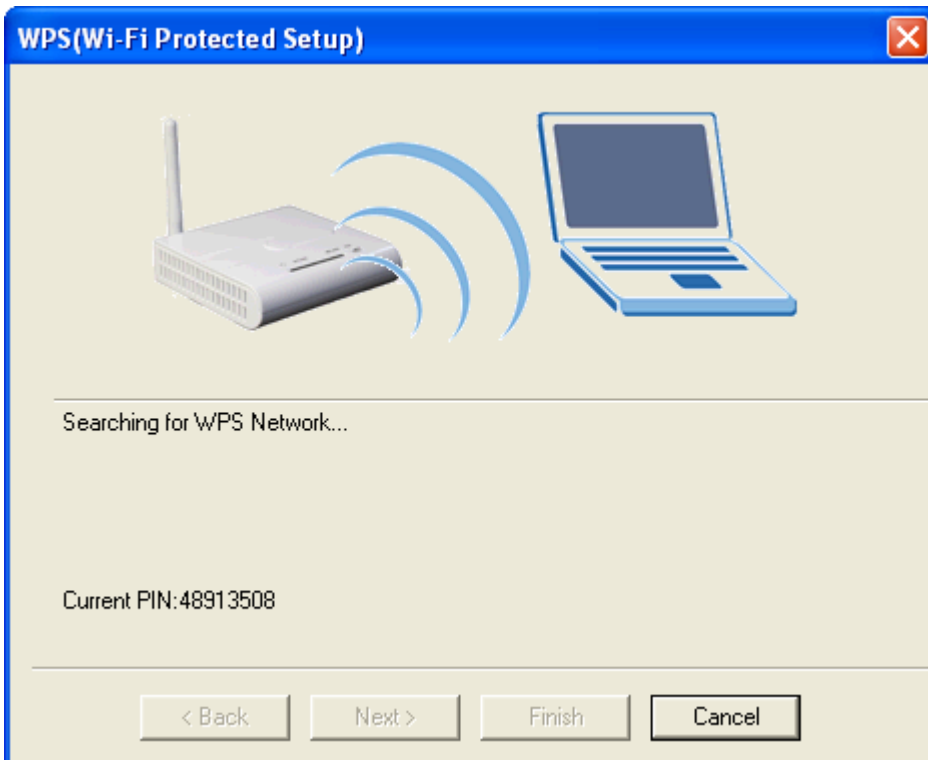 WPS(Wi-Fi Protected Setup)
Searching for WPS Network...
Current PIN:48913508
< Back Next > Finish Cancel